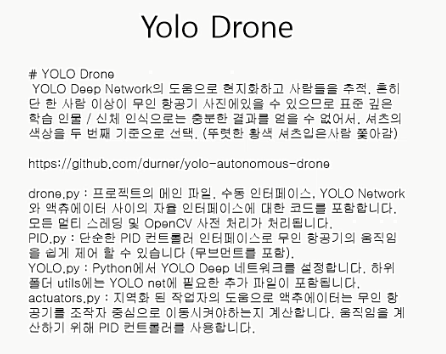 Yolo Drone
# YOLO Drone
YOLO Deep Network의 도움으로 현지화하고 사람들을 추적. 흔히
단 한 사람 이상이 무인 항공기 사진에있을 수 있으므로 표준 깊은
학습 인물 / 신체 인식으로는 충분한 결과를 얻을 수 없어서, 셔츠의
색상을 두 번째 기준으로 선택. (뚜렷한 황색 셔츠입은사람 쫓아감)
https://github.com/durner/yolo-autonomous-drone
drone.py : 프로젝트의 메인 파일. 수동 인터페이스, YOLO Network
와 액츄에이터 사이의 자율 인터페이스에 대한 코드를 포함합니다.
모든 멀티 스레딩 및 OpenCV 사전 처리가 처리됩니다.
PID.py : 단순한 PID 컨트롤러 인터페이스로 무인 항공기의 움직임
을 쉽게 제어 할 수 있습니다 (무브먼트를 포함).
YOLO.py : Python에서 YOLO Deep 네트워크를 설정합니다. 하위
폴더 utils에는 YOLO net에 필요한 추가 파일이 포함됩니다.
actuators.py : 지역화 된 작업자의 도움으로 액추에이터는 무인 항
공기를 조작자 중심으로 이동시켜야하는지 계산합니다. 움직임을 계
산하기 위해 PID 컨트롤러를 사용합니다.